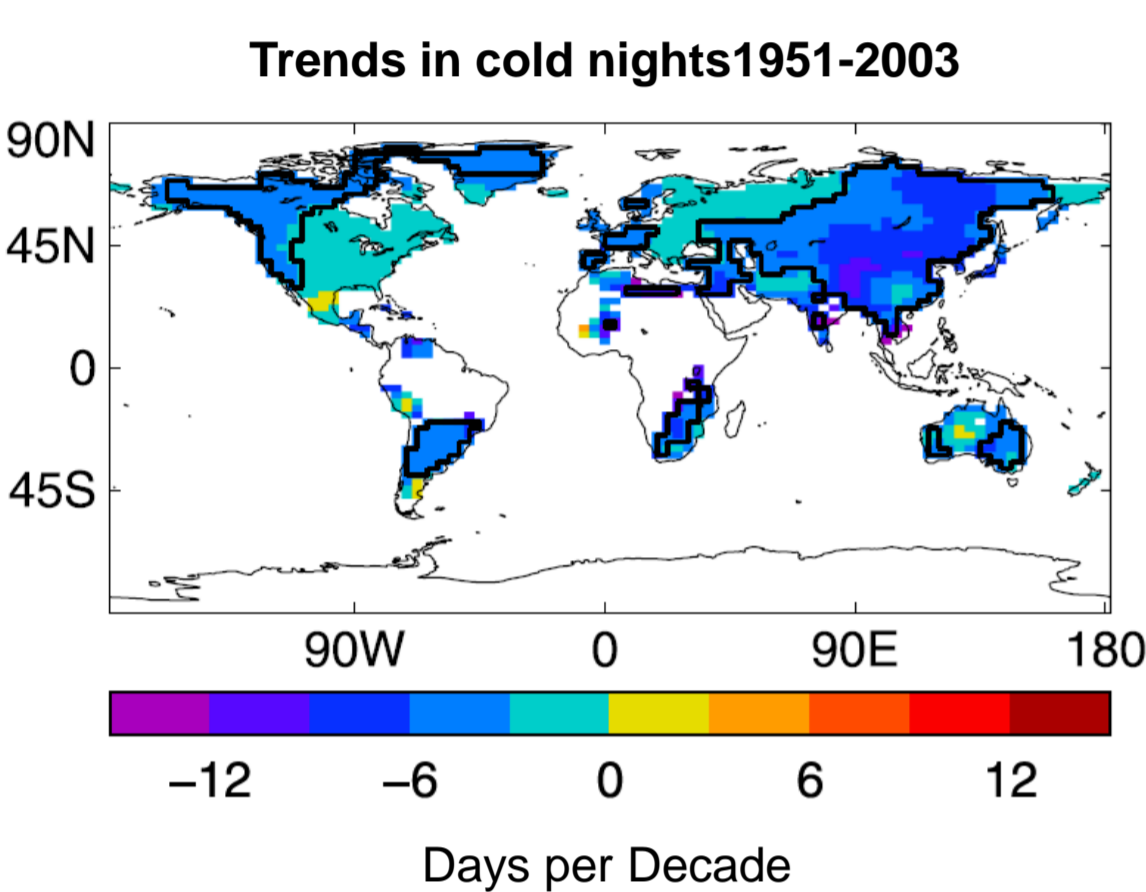 Trends in cold nights1951-2003
90N
45N
0
45S
90W 0 90E 180
−12 −6 0 6 12
Days per Decade